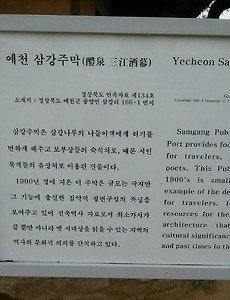 예천 삼강주막(醴泉 三江酒幕)
경상북도 민속자료 제134호
소재지 : 경상북도 예천군 풍양면 삼강리 166-1 번지
삼강주막은 삼강나루의 나들이객에게 허기를
면하게 해주고 보부상들의 숙식처로, 때론 시인
묵객들의 유상처로 이용된 건물이다.
1900년 경에 지은 이 주막은 규모는 작지만
그 기능에 충실한 집약적 평면구성의 특징을
보여주고 있어 건축역사 자료로서 희소가치가
클 뿐만 아니라 옛 시대상을 읽을 수 있는 지역의
역사와 문화적 의의를 간직하고 있다.
Yecheon Sa
Samgang Pub
Port provides foo
for travelers,
poets. This Pub
1900's is small
example of the de
for travelers. I
resources for the
architecture that
cultural significanc
and past times in th